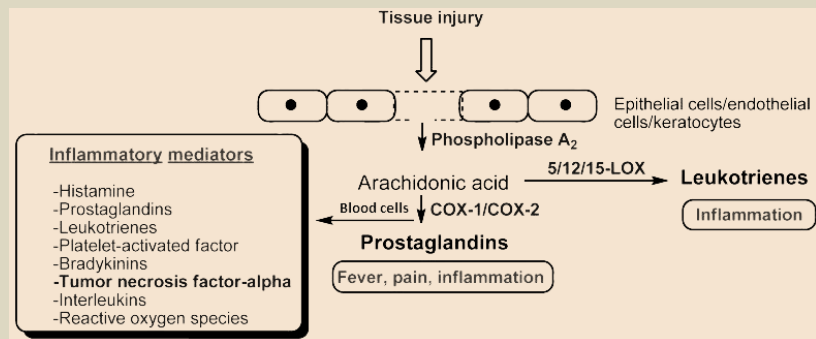 Tissue injury
Epithelial cells/endothelial
cells/keratocytes
Phospholipase A2
Inflammatory mediators
-Histamine
-Prostaglandins
-Leukotrienes
-Platelet-activated factor
-Bradykinins
-Tumor necrosis factor-alpha
-Interleukins
-Reactive oxygen species
Arachidonic acid
5/12/15-LOX
Leukotrienes
Inflammation
Blood cells
COX-1/COX-2
Prostaglandins
Fever, pain, inflammation